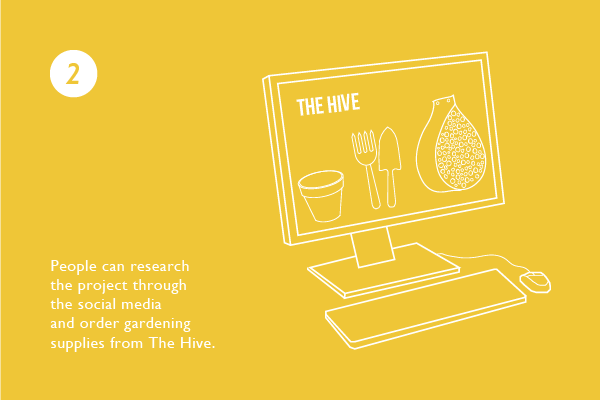 2
THE HIVE
People can research
the project through
the social media
and order gardening
supplies from The Hive.